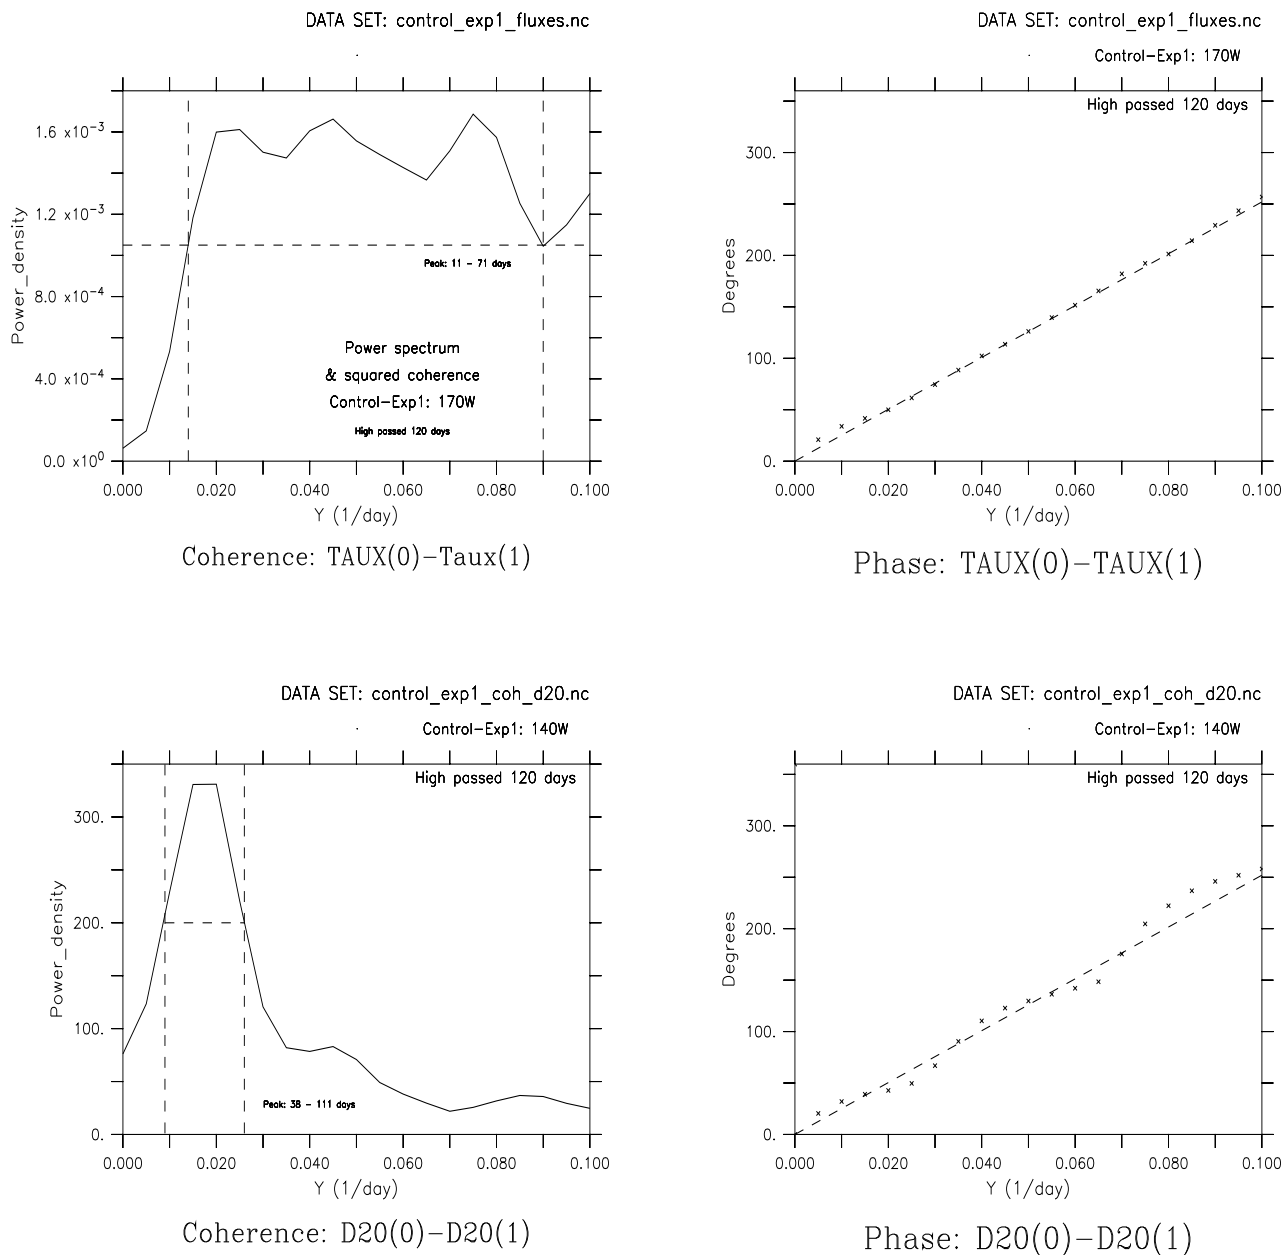 DATA SET: control_exp1_fluxes.nc
1.6 x10⁻³
1.2 x10⁻³
8.0 x10⁻⁴
4.0 x10⁻⁴
0.0 x10⁰
Power_density
Peak: 11 - 71 days
Power spectrum
& squared coherence
Control-Exp1: 170W
High passed 120 days
0.000 0.020 0.040 0.060 0.080 0.100
Y (1/day)
Coherence: TAUX(0)-Taux(1)
DATA SET: control_exp1_fluxes.nc
Control-Exp1: 170W
High passed 120 days
300.
200.
100.
0.
Degrees
0.000 0.020 0.040 0.060 0.080 0.100
Y (1/day)
Phase: TAUX(0)-TAUX(1)
DATA SET: control_exp1_coh_d20.nc
Control-Exp1: 140W
High passed 120 days
300.
200.
100.
0.
Power_density
Peak: 38 - 111 days
0.000 0.020 0.040 0.060 0.080 0.100
Y (1/day)
Coherence: D20(0)-D20(1)
DATA SET: control_exp1_coh_d20.nc
Control-Exp1: 140W
High passed 120 days
300.
200.
100.
0.
Degrees
0.000 0.020 0.040 0.060 0.080 0.100
Y (1/day)
Phase: D20(0)-D20(1)